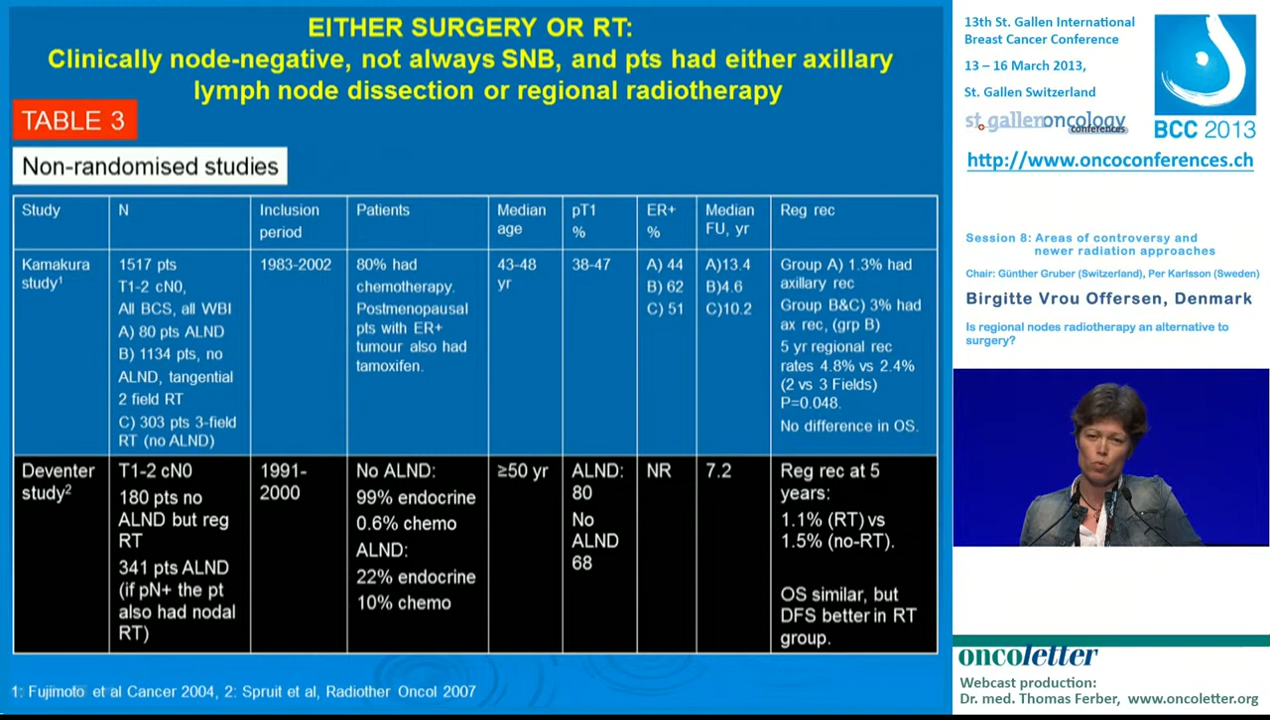 EITHER SURGERY OR RT:
Clinically node-negative, not always SNB, and pts had either axillary
lymph node dissection or regional radiotherapy
TABLE 3
Non-randomised studies
Study
N
Inclusion
period
Patients
Median
age
pT1
%
ER+
%
Median
FU, yr
Reg rec
Kamakura
study1
1517 pts
T1-2 cN0,
All BCS, all WBI
A) 80 pts ALND
B) 1134 pts, no
ALND, tangential
2 field RT
C) 303 pts 3-field
RT (no ALND)
1983-2002
80% had
chemotherapy.
Postmenopausal
pts with ER+
tumour also had
tamoxifen.
43-48
yr
38-47
A) 44
B) 62
C) 51
A)13.4
B)4.6
C)10.2
Group A) 1.3% had
axillary rec
Group B&C) 3% had
ax rec, (grp B)
5 yr regional rec
rates 4.8% vs 2.4%
(2 vs 3 Fields)
P=0.048.
No difference in OS.
Deventer
study2
T1-2 cN0
180 pts no
ALND but reg
RT
341 pts ALND
(if pN+ the pt
also had nodal
RT)
1991-
2000
No ALND:
99% endocrine
0.6% chemo
ALND:
22% endocrine
10% chemo
≥50 yr
ALND:
80
No
ALND
68
NR
7.2
Reg rec at 5
years:
1.1% (RT) vs
1.5% (no-RT).
OS similar, but
DFS better in RT
group.
1: Fujimoto et al Cancer 2004, 2: Spruit et al, Radiother Oncol 2007
13th St. Gallen International
Breast Cancer Conference
13 – 16 March 2013,
St. Gallen Switzerland
st.gallenoncology
conferences
BCC 2013
http://www.oncoconferences.ch
Session 8: Areas of controversy and
newer radiation approaches
Chair: Günther Gruber (Switzerland), Per Karlsson (Sweden)
Birgitte Vrou Offersen, Denmark
Is regional nodes radiotherapy an alternative to
surgery?
oncoletter
Webcast production:
Dr. med. Thomas Ferber, www.oncoletter.org